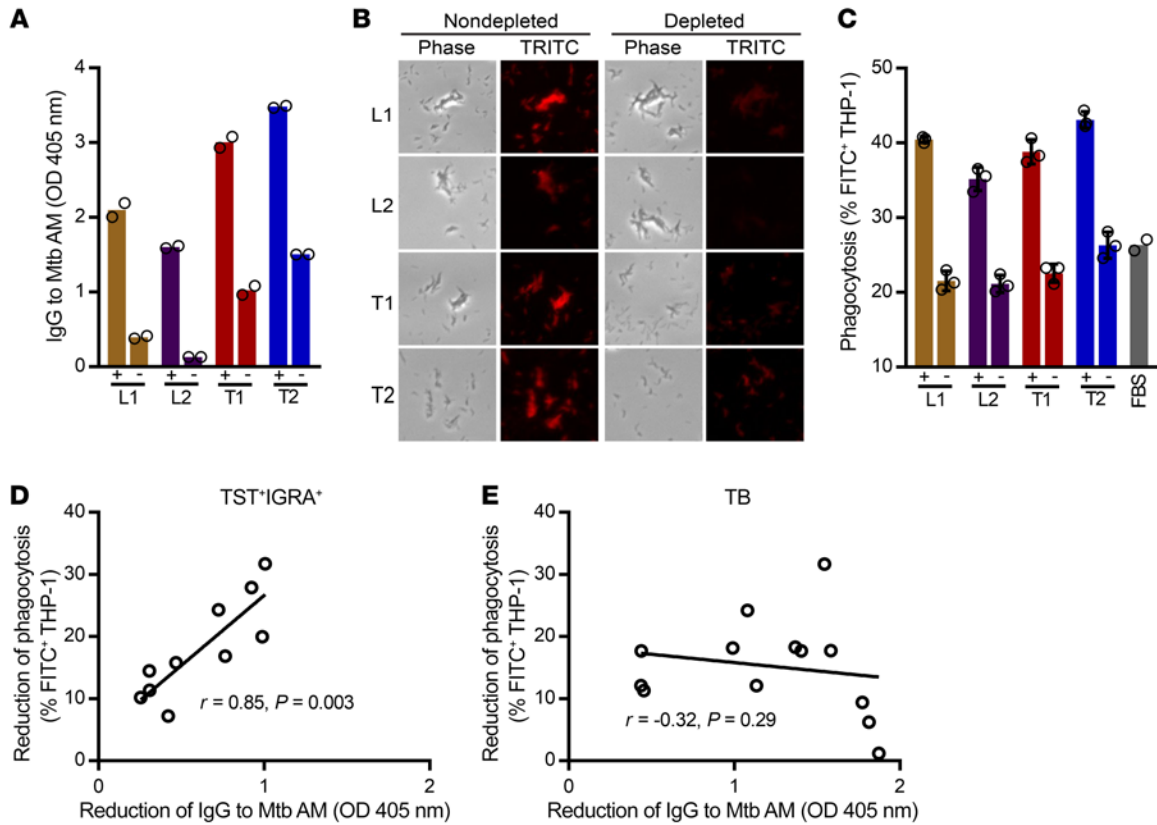 A
IgG to Mtb AM (OD 405 nm)
4
3
2
1
0
+ - + - + - + -
L1 L2 T1 T2
B
Nondepleted Depleted
Phase TRITC Phase TRITC
L1
L2
T1
T2
C
Phagocytosis (% FITC⁺ THP-1)
50
40
30
20
10
+ - + - + - + -
L1 L2 T1 T2 FBS
D
TST⁺IGRA⁺
Reduction of phagocytosis
(% FITC⁺ THP-1)
40
30
20
10
0
r = 0.85, P = 0.003
0 1 2
Reduction of IgG to Mtb AM (OD 405 nm)
E
TB
Reduction of phagocytosis
(% FITC⁺ THP-1)
40
30
20
10
0
r = -0.32, P = 0.29
0 1 2
Reduction of IgG to Mtb AM (OD 405 nm)